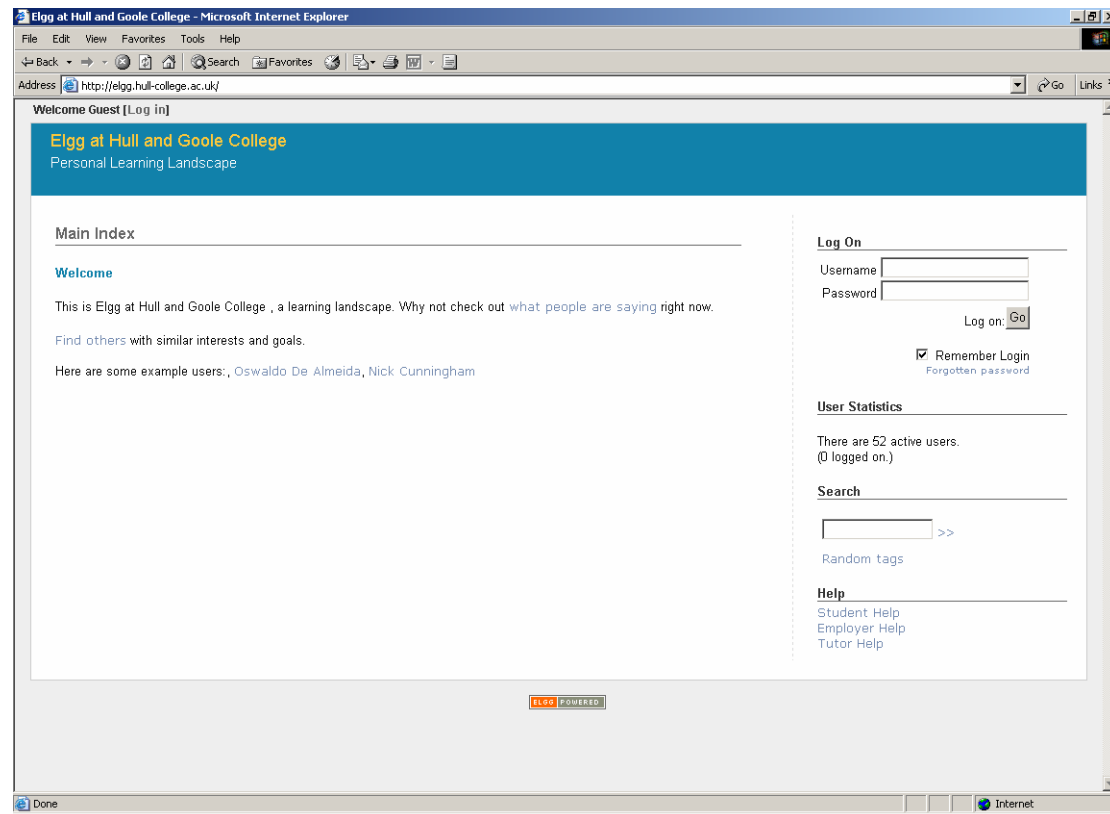 Elgg at Hull and Goole College - Microsoft Internet Explorer
File Edit View Favorites Tools Help
Back Search Favorites
Address http://elgg.hull-college.ac.uk/ Go Links
Welcome Guest [Log in]
Elgg at Hull and Goole College
Personal Learning Landscape
Main Index
Welcome
This is Elgg at Hull and Goole College , a learning landscape. Why not check out what people are saying right now.
Find others with similar interests and goals.
Here are some example users:, Oswaldo De Almeida, Nick Cunningham
Log On
Username
Password
Log on: Go
Remember Login
Forgotten password
User Statistics
There are 52 active users.
(0 logged on.)
Search
>>
Random tags
Help
Student Help
Employer Help
Tutor Help
ELGG POWERED
Done Internet